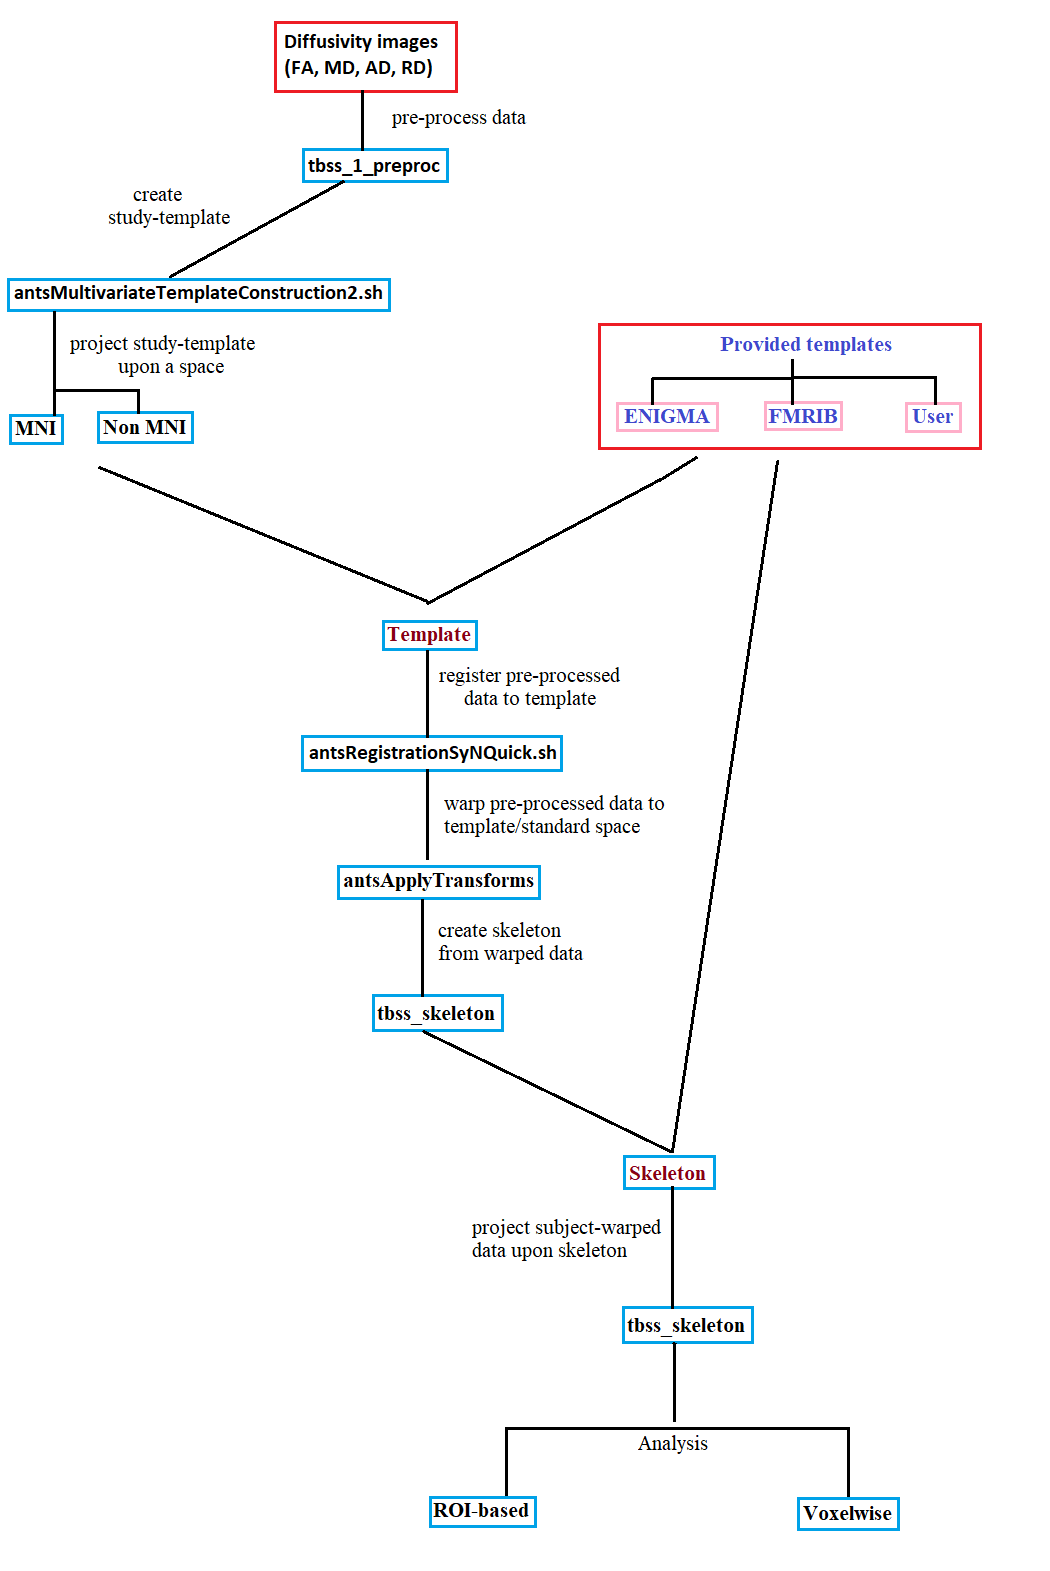 Diffusivity images
(FA, MD, AD, RD)
pre-process data
tbss_1_preproc
create
study-template
antsMultivariateTemplateConstruction2.sh
project study-template
upon a space
MNI
Non MNI
Provided templates
ENIGMA
FMRIB
User
Template
register pre-processed
data to template
antsRegistrationSyNQuick.sh
warp pre-processed data to
template/standard space
antsApplyTransforms
create skeleton
from warped data
tbss_skeleton
Skeleton
project subject-warped
data upon skeleton
tbss_skeleton
Analysis
ROI-based
Voxelwise